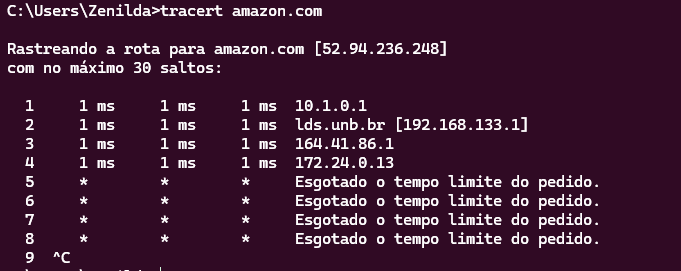 C:\Users\Zenilda>tracert amazon.com
Rastreando a rota para amazon.com [52.94.236.248]
com no máximo 30 saltos:
1 1 ms 1 ms 1 ms 10.1.0.1
2 1 ms 1 ms 1 ms lds.unb.br [192.168.133.1]
3 1 ms 1 ms 1 ms 164.41.86.1
4 1 ms 1 ms 1 ms 172.24.0.13
5 * * * Esgotado o tempo limite do pedido.
6 * * * Esgotado o tempo limite do pedido.
7 * * * Esgotado o tempo limite do pedido.
8 * * * Esgotado o tempo limite do pedido.
9 ^C